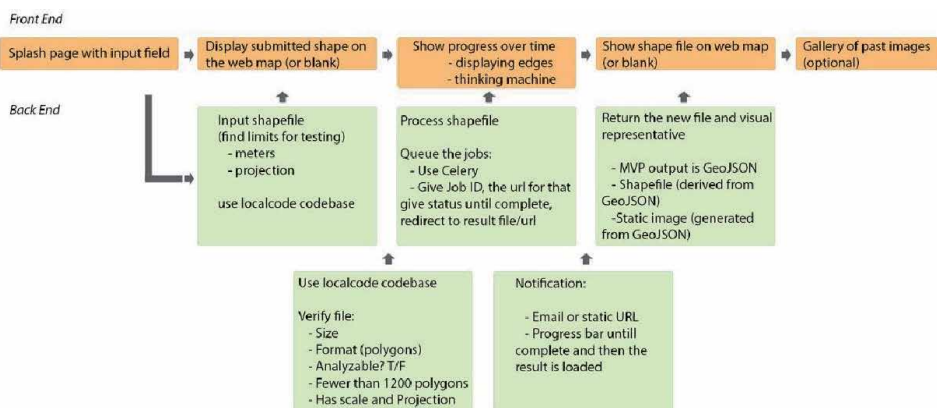 Front End
Splash page with input field
Display submitted shape on
the web map (or blank)
Show progress over time
- displaying edges
- thinking machine
Show shape file on web map
(or blank)
Gallery of past images
(optional)
Back End
Input shapefile
(find limits for testing)
- meters
- projection
use localcode codebase
Process shapefile
Queue the jobs:
- Use Celery
- Give Job ID, the url for that
give status until complete,
redirect to result file/url
Return the new file and visual
representative
- MVP output is GeoJSON
- Shapefile (derived from
GeoJSON)
-Static image (generated
from GeoJSON)
Use localcode codebase
Verify file:
- Size
- Format (polygons)
- Analyzable? T/F
- Fewer than 1200 polygons
- Has scale and Projection
Notification:
- Email or static URL
- Progress bar untill
complete and then the
result is loaded